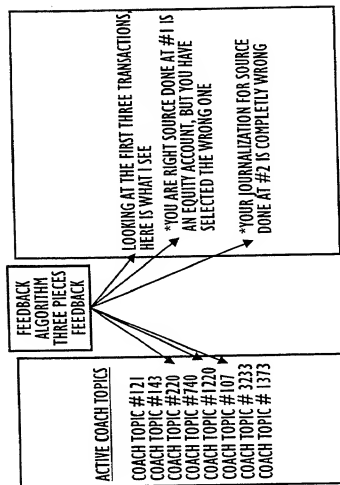 FEEDBACK
ALGORITHM
THREE PIECES
FEEDBACK
ACTIVE COACH TOPICS
COACH TOPIC #121
COACH TOPIC #143
COACH TOPIC #220
COACH TOPIC #740
COACH TOPIC #1220
COACH TOPIC #107
COACH TOPIC # 3233
COACH TOPIC # 1373
LOOKING AT THE FIRST THREE TRANSACTIONS,
HERE IS WHAT I SEE
*YOU ARE RIGHT SOURCE DONE AT #1 IS
AN EQUITY ACCOUNT, BUT YOU HAVE
SELECTED THE WRONG ONE
*YOUR JOURNALIZATION FOR SOURCE
DONE AT #2 IS COMPLETLY WRONG